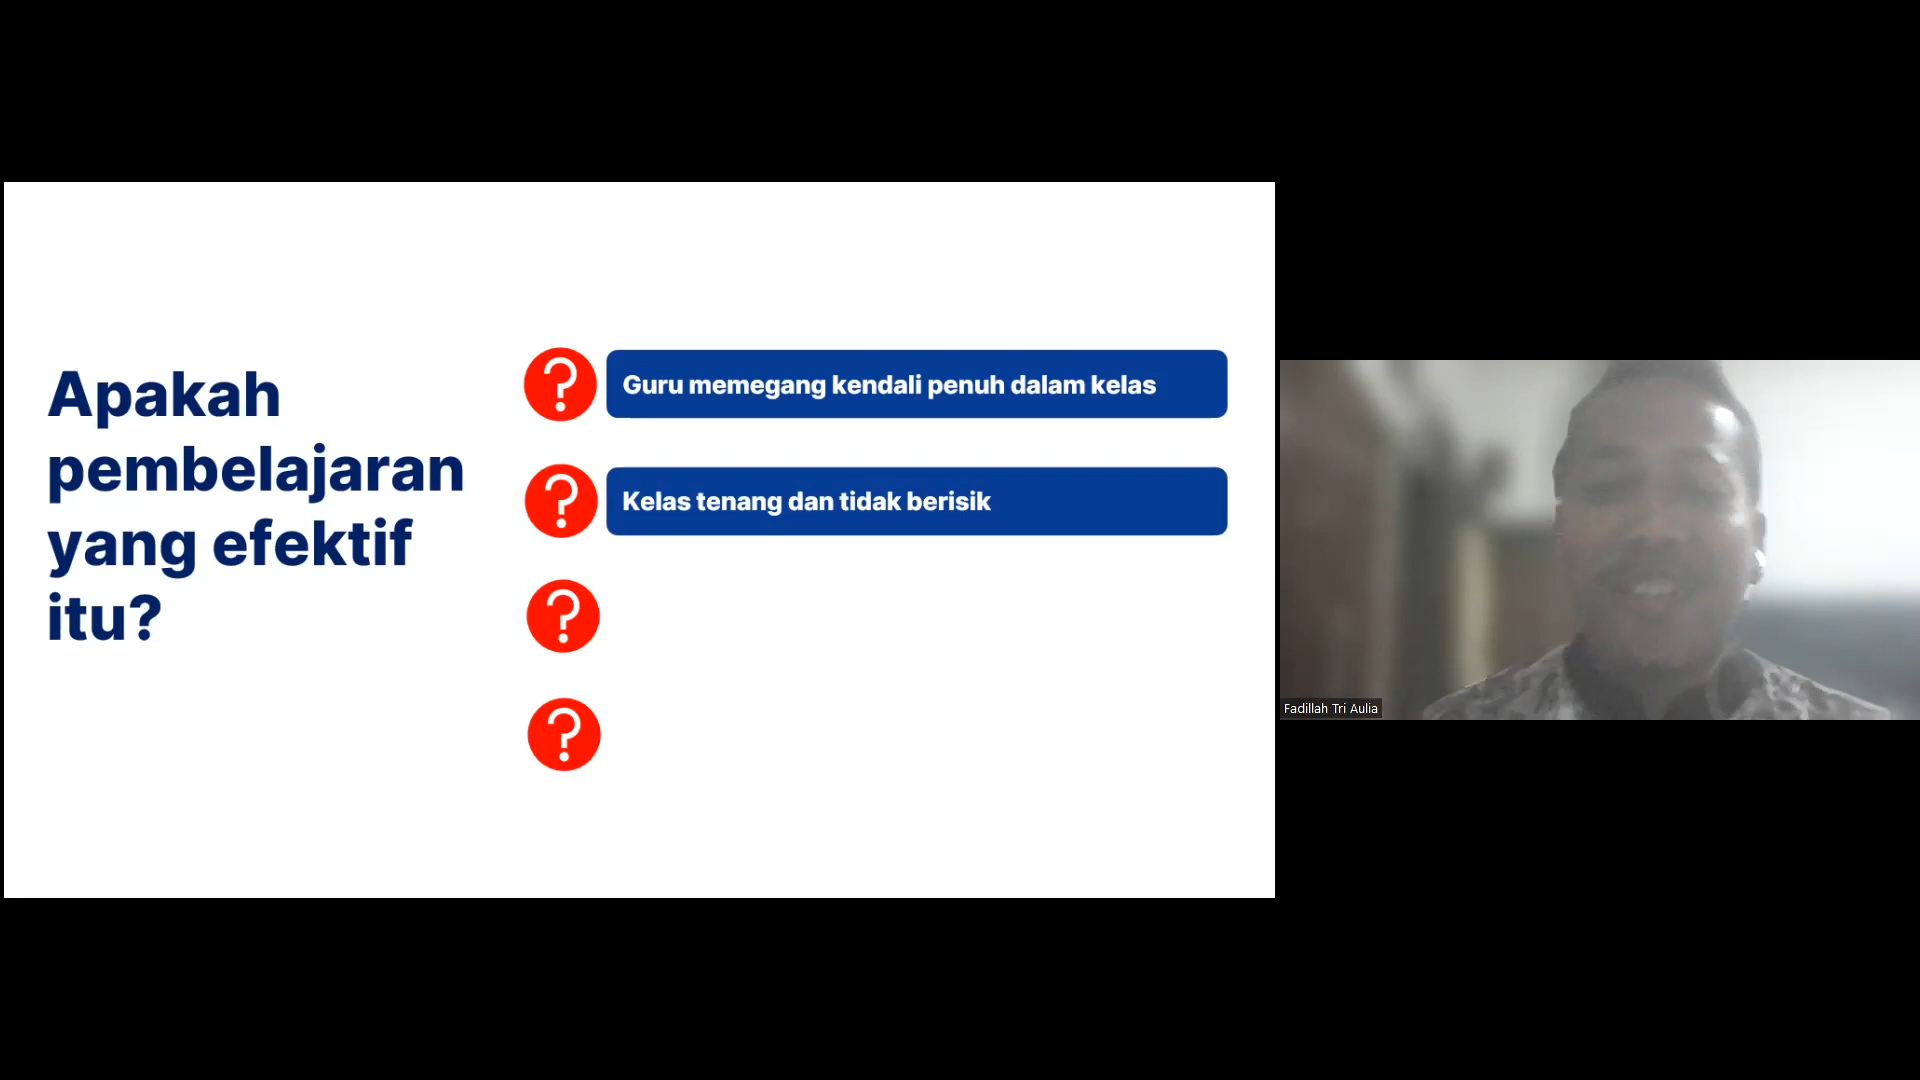 Apakah
pembelajaran
yang efektif
itu?
? Guru memegang kendali penuh dalam kelas
? Kelas tenang dan tidak berisik
?
?
Fadillah Tri Aulia